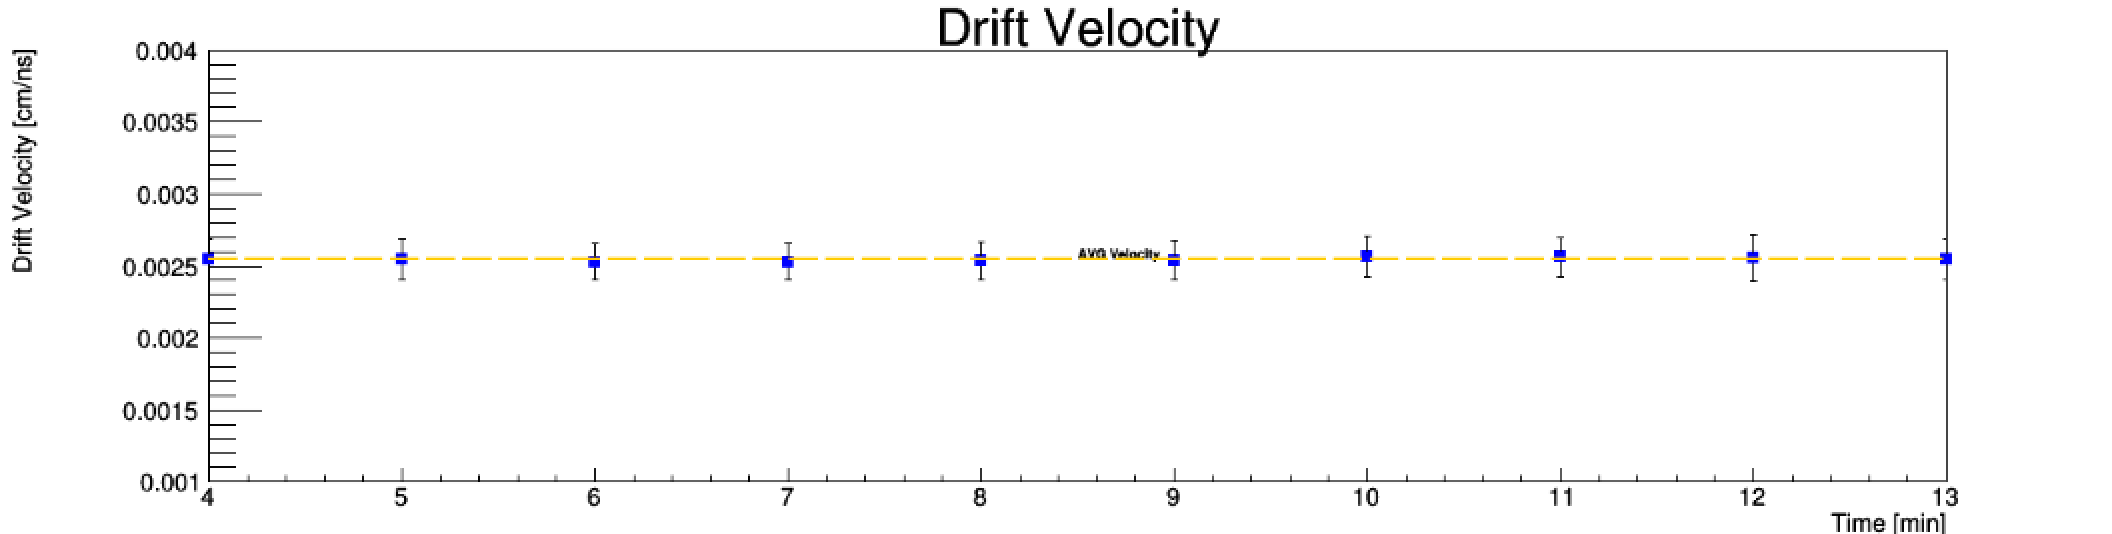 Drift Velocity
Drift Velocity [cm/ns]
0.004
0.0035
0.003
0.0025
0.002
0.0015
0.001
AVG Velocity
4 5 6 7 8 9 10 11 12 13
Time [min]